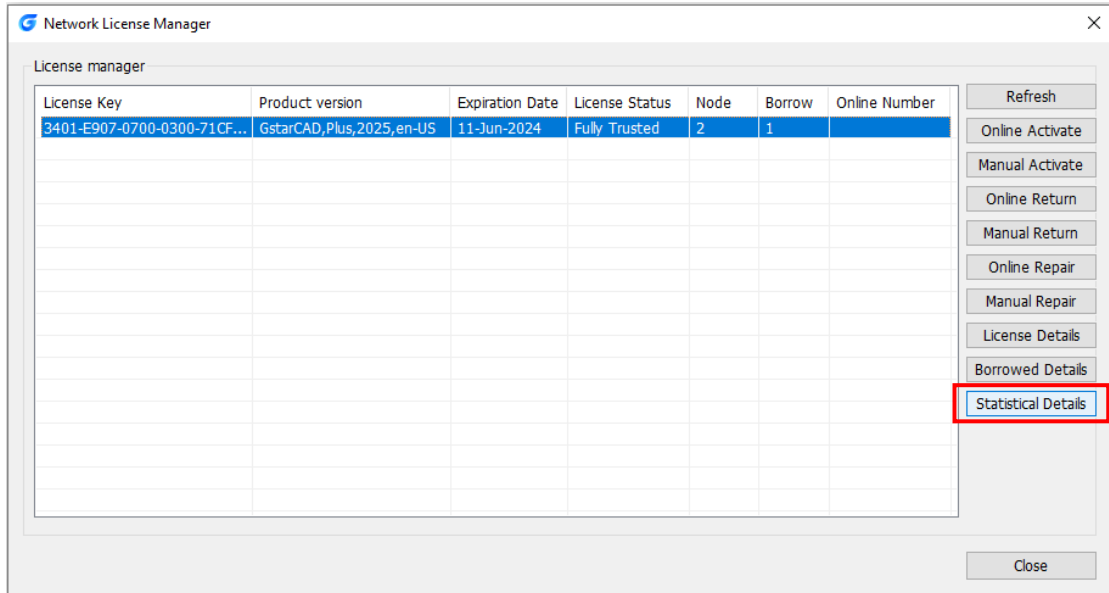 Network License Manager
License manager
License Key Product version Expiration Date License Status Node Borrow Online Number
3401-E907-0700-0300-71CF... GstarCAD,Plus,2025,en-US 11-Jun-2024 Fully Trusted 2 1
Refresh
Online Activate
Manual Activate
Online Return
Manual Return
Online Repair
Manual Repair
License Details
Borrowed Details
Statistical Details
Close